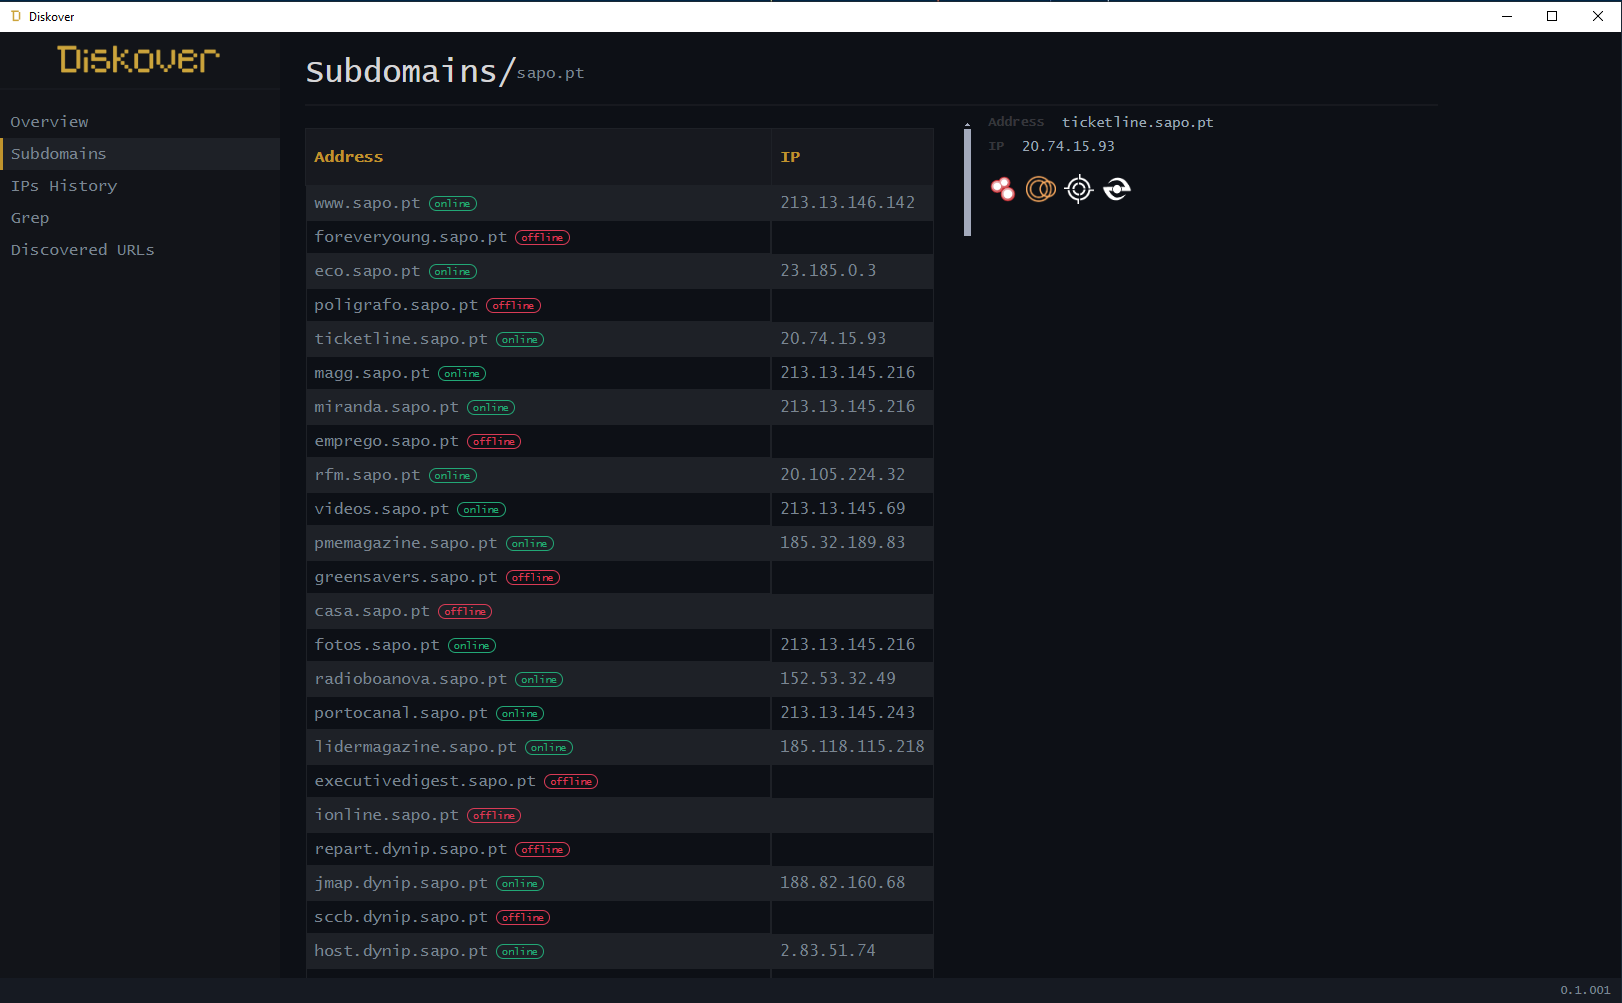 Diskover
Diskover
Overview
Subdomains
IPs History
Grep
Discovered URLs
Subdomains/sapo.pt
Address IP
www.sapo.pt online 213.13.146.142
foreveryoung.sapo.pt offline
eco.sapo.pt online 23.185.0.3
poligrafo.sapo.pt offline
ticketline.sapo.pt online 20.74.15.93
magg.sapo.pt online 213.13.145.216
miranda.sapo.pt online 213.13.145.216
emprego.sapo.pt offline
rfm.sapo.pt online 20.105.224.32
videos.sapo.pt online 213.13.145.69
pmemagazine.sapo.pt online 185.32.189.83
greensavers.sapo.pt offline
casa.sapo.pt offline
fotos.sapo.pt online 213.13.145.216
radioboanova.sapo.pt online 152.53.32.49
portocanal.sapo.pt online 213.13.145.243
lidermagazine.sapo.pt online 185.118.115.218
executivedigest.sapo.pt offline
ionline.sapo.pt offline
repart.dynip.sapo.pt offline
jmap.dynip.sapo.pt online 188.82.160.68
sccb.dynip.sapo.pt offline
host.dynip.sapo.pt online 2.83.51.74
Address ticketline.sapo.pt
IP 20.74.15.93
0.1.001